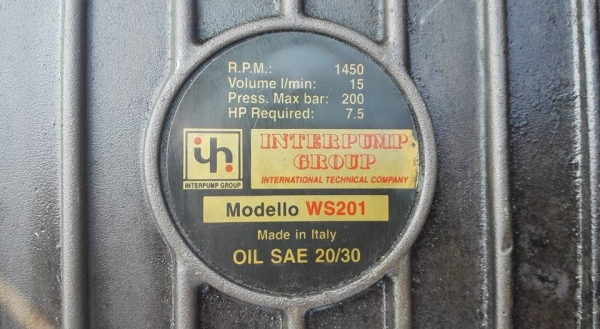 R.P.M.: 1450
Volume l/min: 15
Press. Max bar: 200
HP Required: 7.5
ih
INTERPUMP GROUP
INTERPUMP
GROUP
INTERNATIONAL TECHNICAL COMPANY
Modello WS201
Made in Italy
OIL SAE 20/30